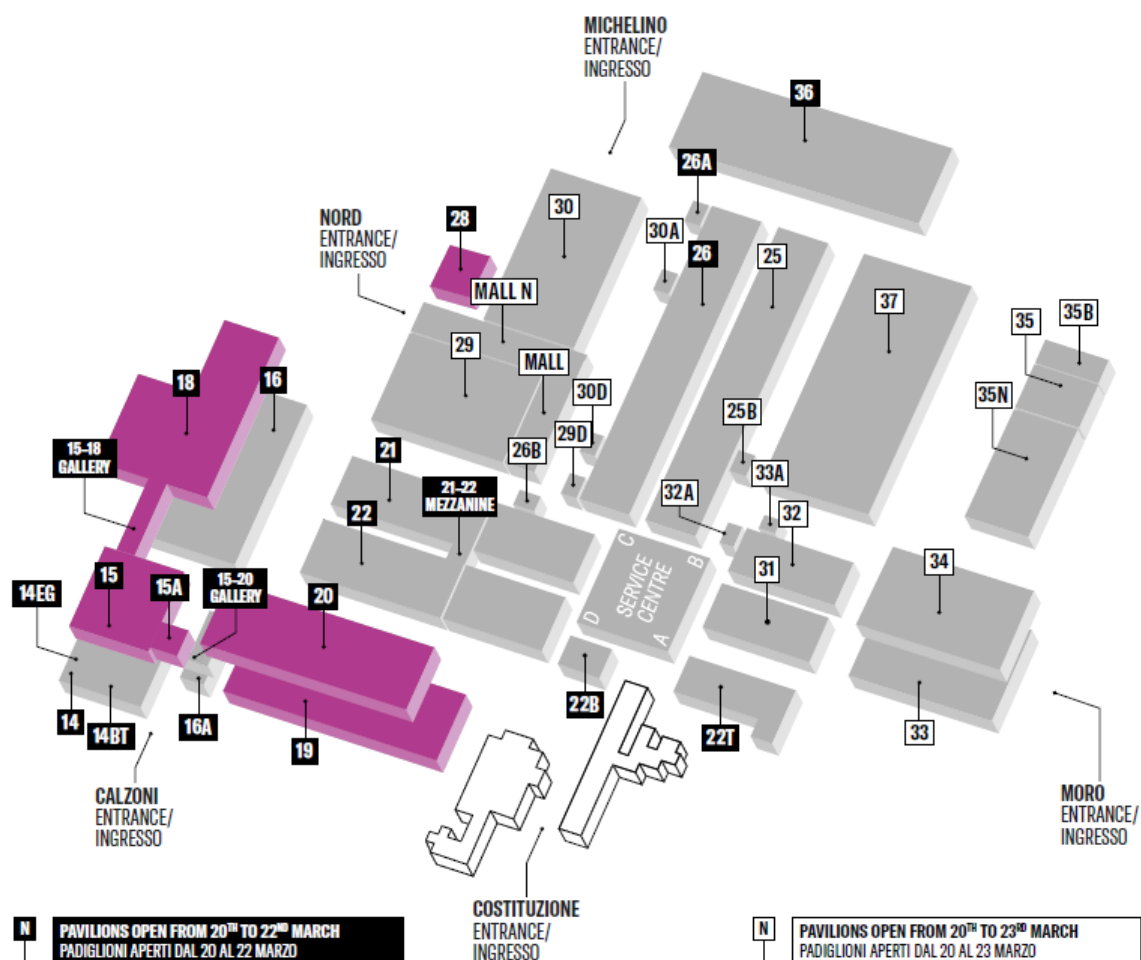 MICHELINO
ENTRANCE/
INGRESSO
36
26A
30
NORD
ENTRANCE/
INGRESSO
28
30A
26
25
MALL N
37
35
35B
29
MALL
18
16
30D
35N
25B
15-18
GALLERY
21
26B
29D
33A
21-22
MEZZANINE
32A
32
22
C
B
SERVICE
CENTRE
D
A
15
15A
15-20
GALLERY
14EG
20
31
34
14
14BT
16A
19
22B
22T
33
CALZONI
ENTRANCE/
INGRESSO
MORO
ENTRANCE/
INGRESSO
COSTITUZIONE
ENTRANCE/
INGRESSO
N
PAVILIONS OPEN FROM 20TH TO 22ND MARCH
PADIGLIONI APERTI DAL 20 AL 22 MARZO
N
PAVILIONS OPEN FROM 20TH TO 23RD MARCH
PADIGLIONI APERTI DAL 20 AL 23 MARZO